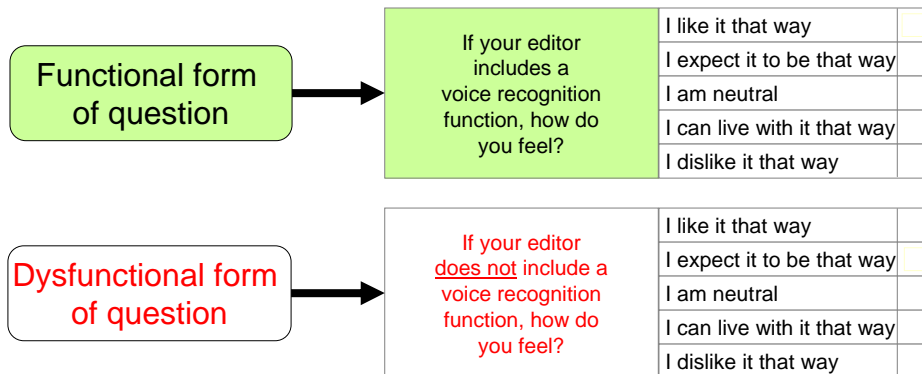 Functional form
of question
If your editor
includes a
voice recognition
function, how do
you feel?
I like it that way
I expect it to be that way
I am neutral
I can live with it that way
I dislike it that way
Dysfunctional form
of question
If your editor
does not include a
voice recognition
function, how do
you feel?
I like it that way
I expect it to be that way
I am neutral
I can live with it that way
I dislike it that way